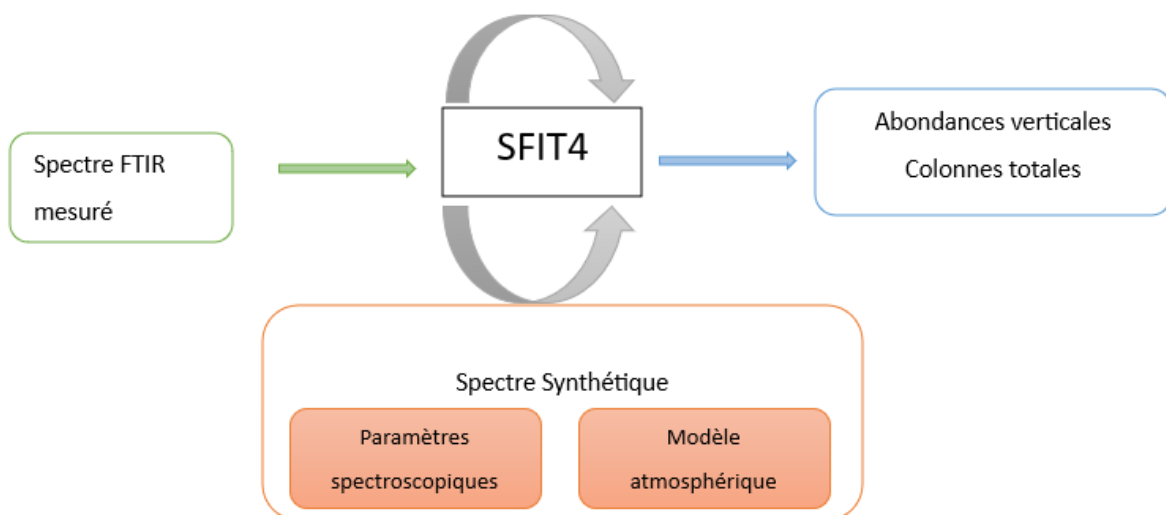 Spectre FTIR
mesuré
SFIT4
Abondances verticales
Colonnes totales
Spectre Synthétique
Paramètres
spectroscopiques
Modèle
atmosphérique